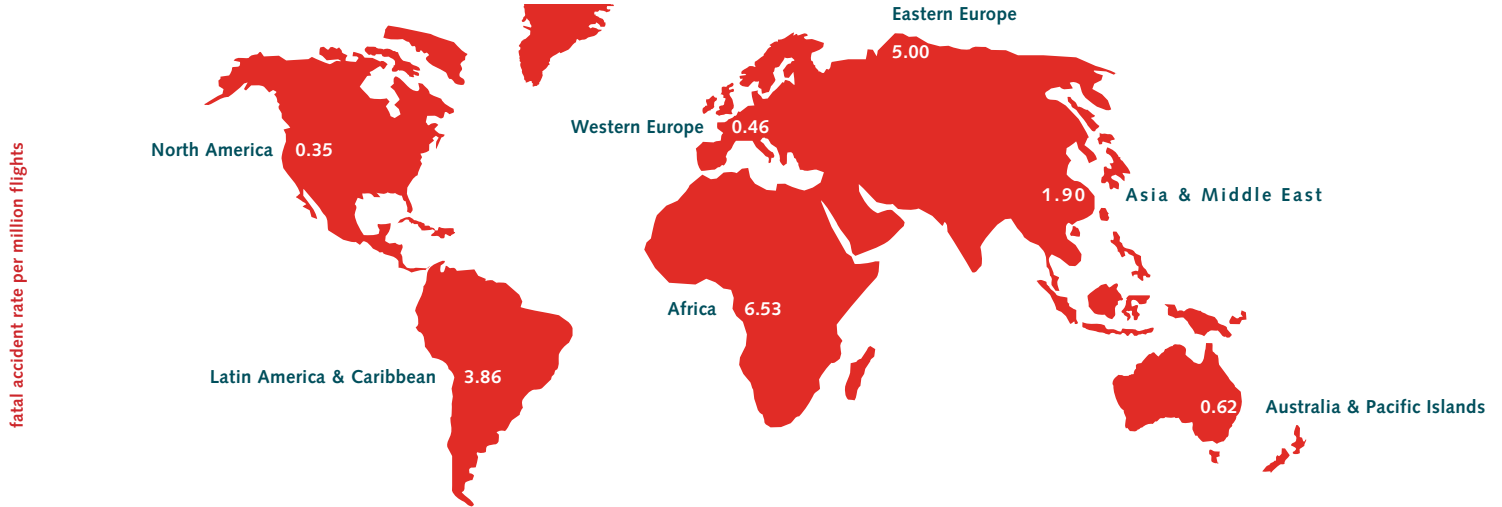 fatal accident rate per million flights
Eastern Europe
5.00
Western Europe 0.46
North America 0.35
1.90 Asia & Middle East
Africa 6.53
Latin America & Caribbean 3.86
0.62 Australia & Pacific Islands